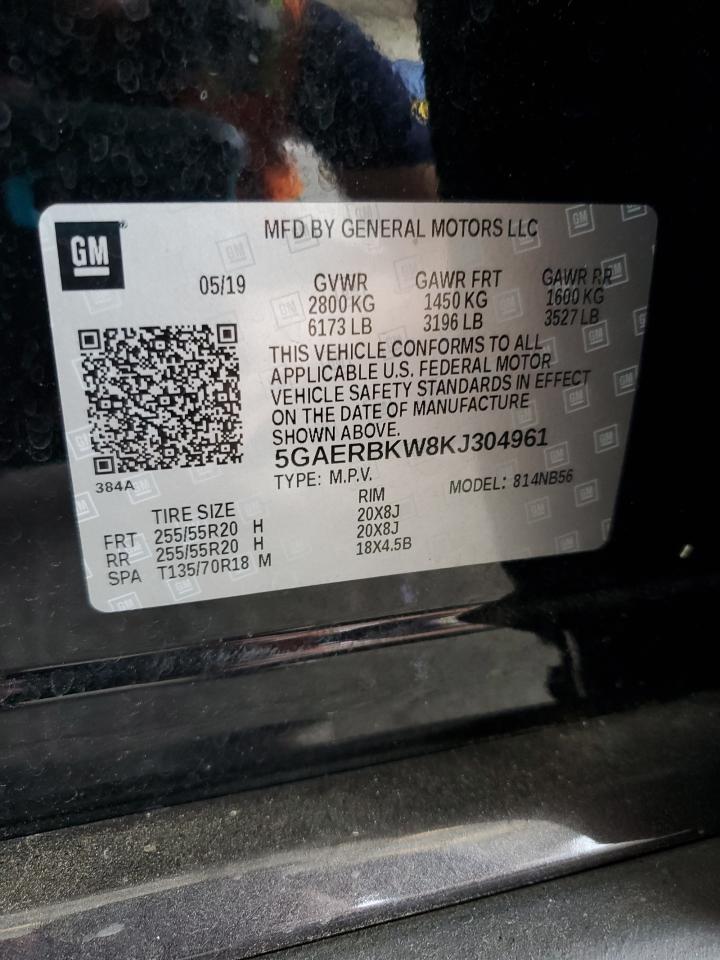 GM
MFD BY GENERAL MOTORS LLC
05/19 GVWR GAWR FRT GAWR RR
2800 KG 1450 KG 1600 KG
6173 LB 3196 LB 3527 LB
THIS VEHICLE CONFORMS TO ALL
APPLICABLE U.S. FEDERAL MOTOR
VEHICLE SAFETY STANDARDS IN EFFECT
ON THE DATE OF MANUFACTURE
SHOWN ABOVE.
5GAERBKW8KJ304961
TYPE: M.P.V. MODEL: 814NB56
384A
TIRE SIZE RIM
FRT 255/55R20 H 20X8J
RR 255/55R20 H 20X8J
SPA T135/70R18 M 18X4.5B